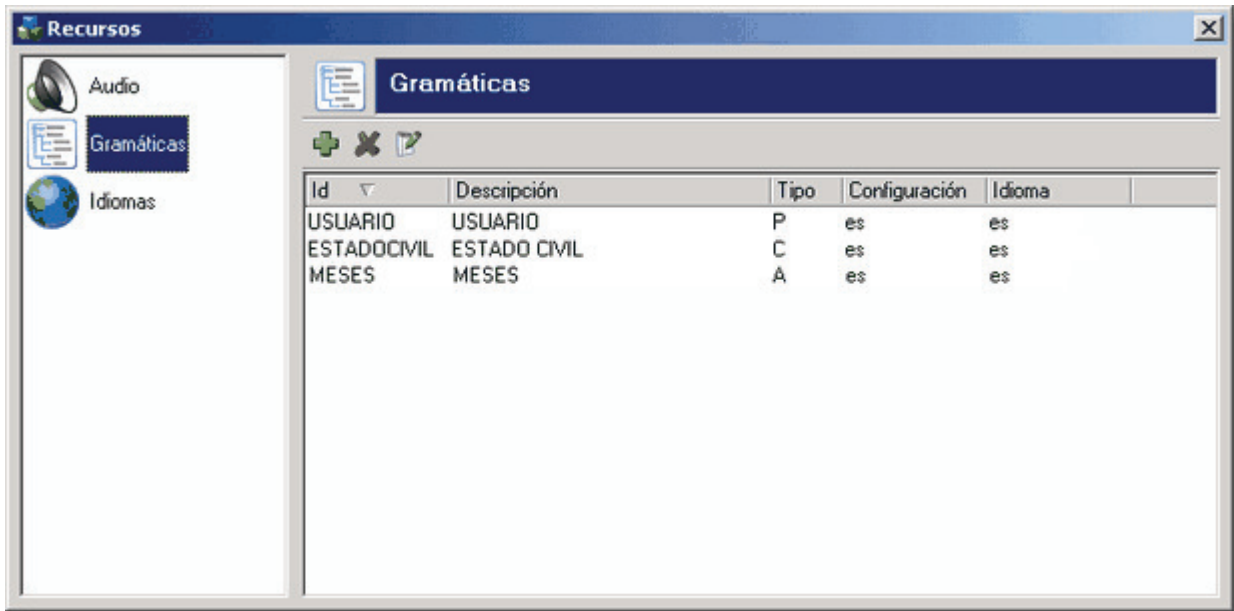 Recursos
Audio
Gramáticas
Idiomas
Gramáticas
Id Descripción Tipo Configuración Idioma
USUARIO USUARIO P es es
ESTADOCIVIL ESTADO CIVIL C es es
MESES MESES A es es